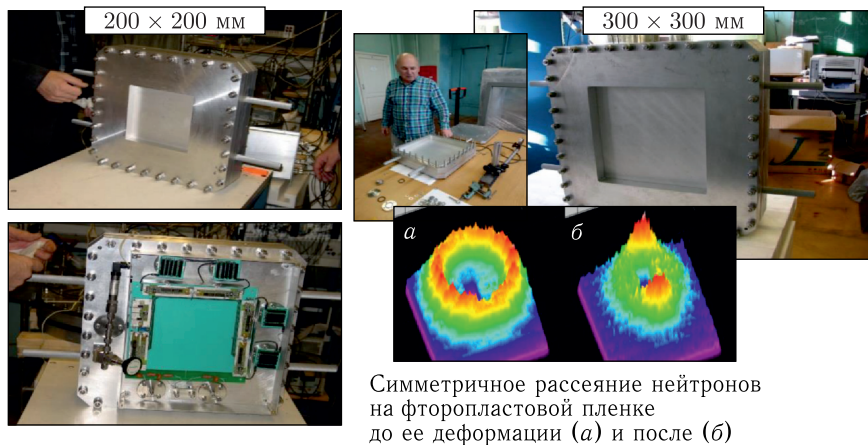 200 × 200 мм
300 × 300 мм
а
б
Симметричное рассеяние нейтронов
на фторопластовой пленке
до ее деформации (а) и после (б)